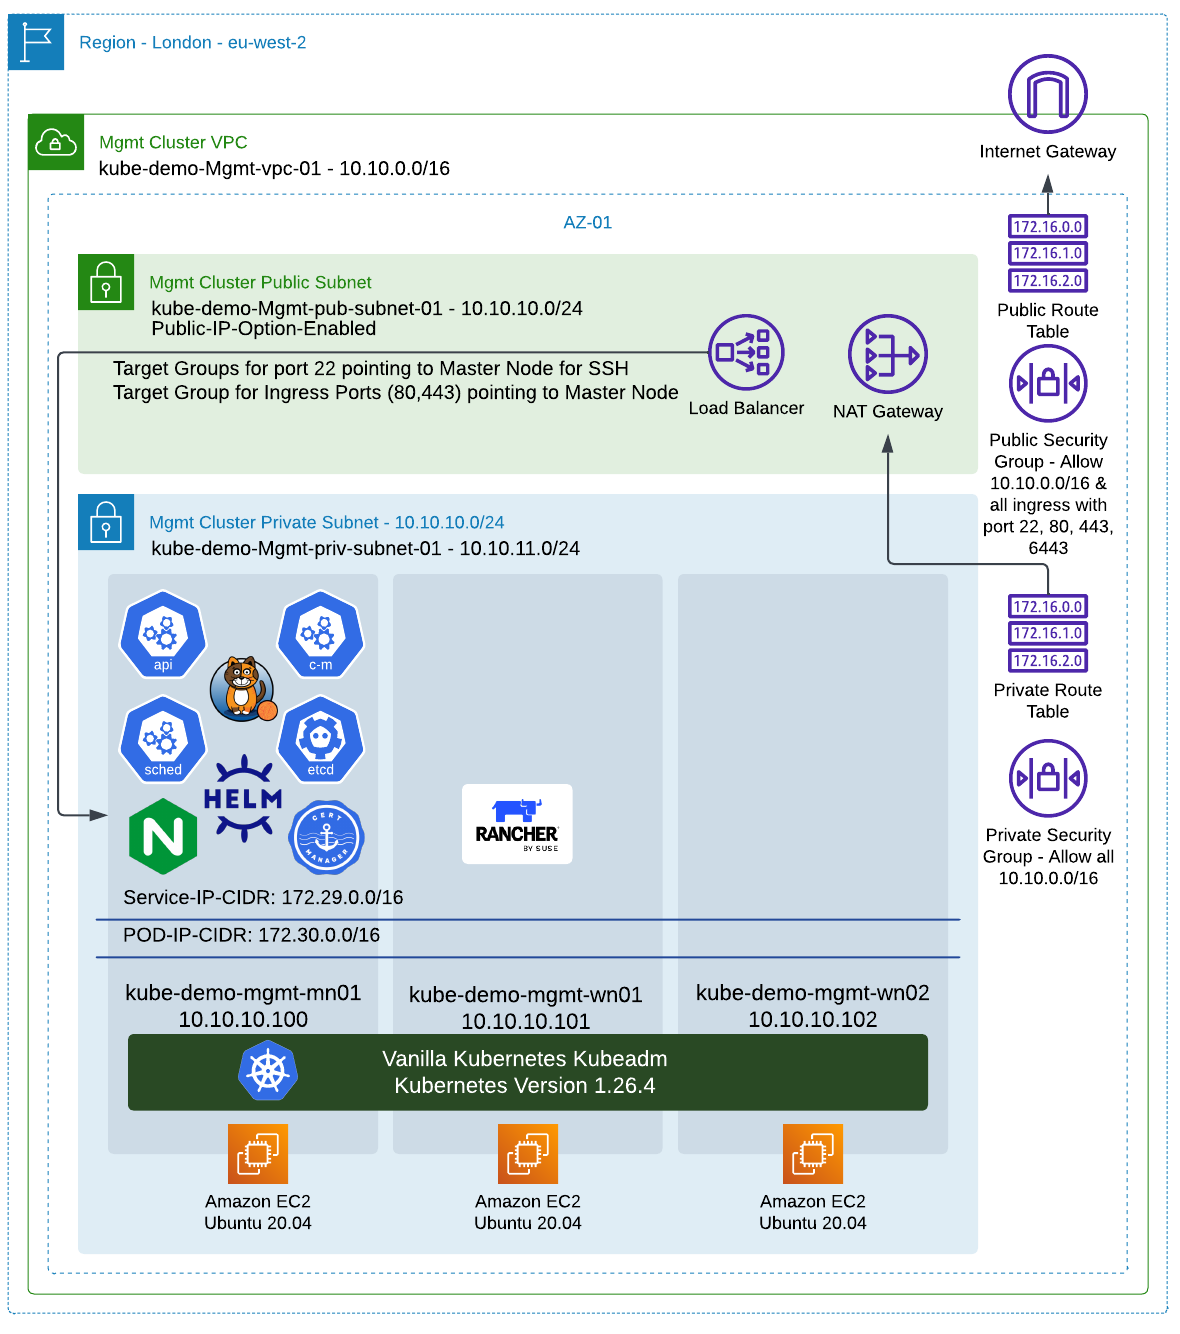 Region - London - eu-west-2
Internet Gateway
Mgmt Cluster VPC
kube-demo-Mgmt-vpc-01 - 10.10.0.0/16
AZ-01
172.16.0.0
172.16.1.0
172.16.2.0
Public Route
Table
Mgmt Cluster Public Subnet
kube-demo-Mgmt-pub-subnet-01 - 10.10.10.0/24
Public-IP-Option-Enabled
Target Groups for port 22 pointing to Master Node for SSH
Target Group for Ingress Ports (80,443) pointing to Master Node
Load Balancer
NAT Gateway
Public Security
Group - Allow
10.10.0.0/16 &
all ingress with
port 22, 80, 443,
6443
Mgmt Cluster Private Subnet - 10.10.10.0/24
kube-demo-Mgmt-priv-subnet-01 - 10.10.11.0/24
172.16.0.0
172.16.1.0
172.16.2.0
Private Route
Table
Private Security
Group - Allow all
10.10.0.0/16
api
c-m
sched
etcd
HELM
N
CERT
MANAGER
RANCHER
BY SUSE
Service-IP-CIDR: 172.29.0.0/16
POD-IP-CIDR: 172.30.0.0/16
kube-demo-mgmt-mn01
10.10.10.100
kube-demo-mgmt-wn01
10.10.10.101
kube-demo-mgmt-wn02
10.10.10.102
Vanilla Kubernetes Kubeadm
Kubernetes Version 1.26.4
Amazon EC2
Ubuntu 20.04
Amazon EC2
Ubuntu 20.04
Amazon EC2
Ubuntu 20.04